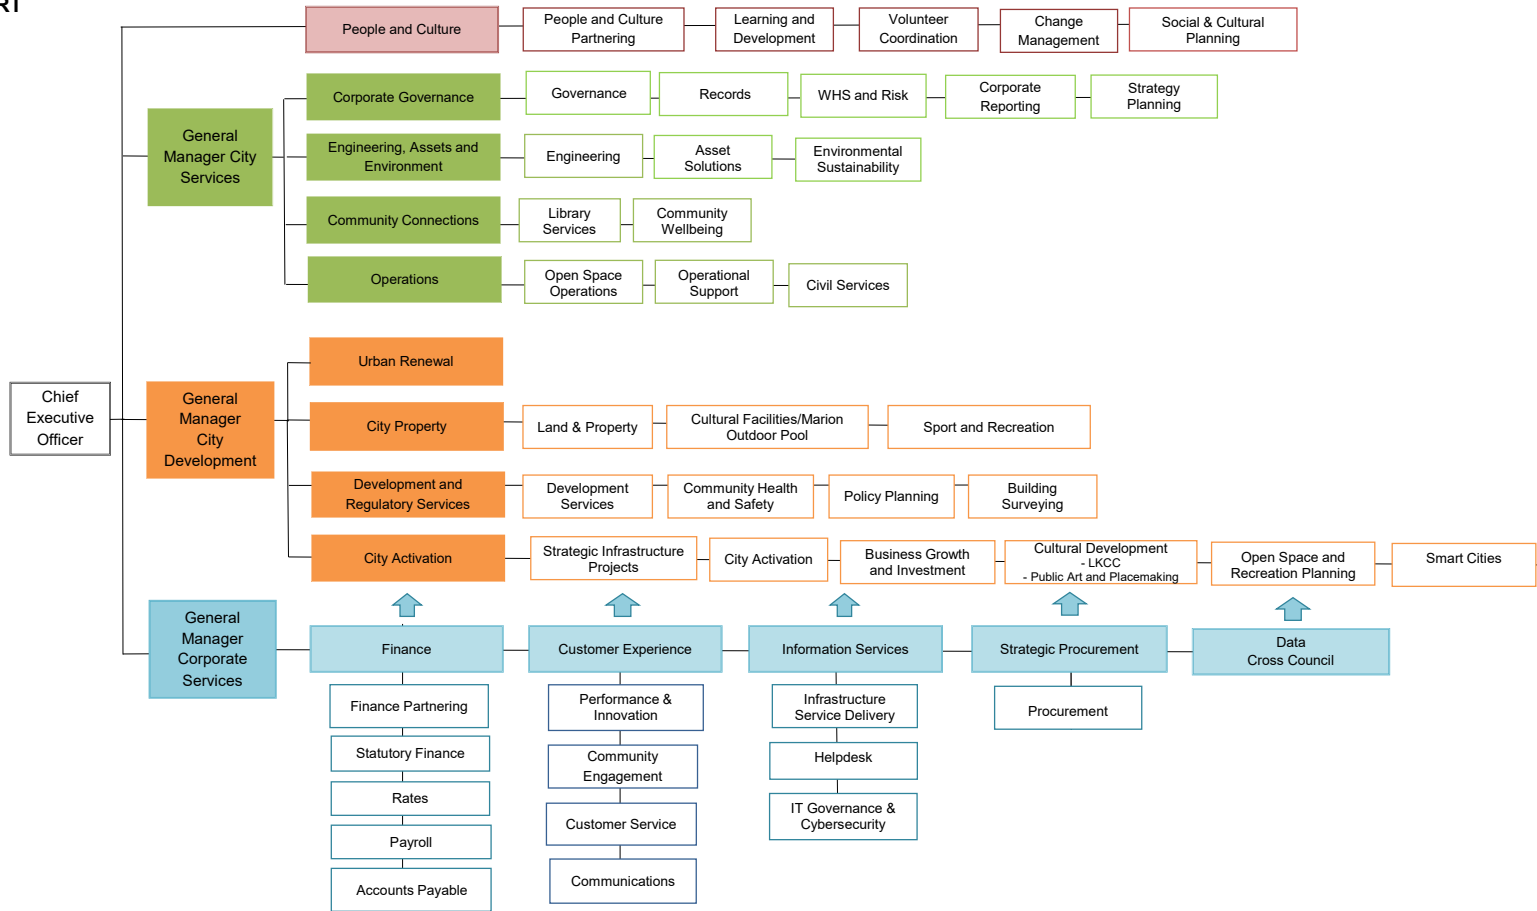 People and Culture
People and Culture
Partnering
Learning and
Development
Volunteer
Coordination
Change
Management
Social & Cultural
Planning
General
Manager City
Services
Corporate Governance
Governance
Records
WHS and Risk
Corporate
Reporting
Strategy
Planning
Engineering, Assets and
Environment
Engineering
Asset
Solutions
Environmental
Sustainability
Community Connections
Library
Services
Community
Wellbeing
Operations
Open Space
Operations
Operational
Support
Civil Services
Chief
Executive
Officer
General
Manager
City
Development
Urban Renewal
City Property
Land & Property
Cultural Facilities/Marion
Outdoor Pool
Sport and Recreation
Development and
Regulatory Services
Development
Services
Community Health
and Safety
Policy Planning
Building
Surveying
City Activation
Strategic Infrastructure
Projects
City Activation
Business Growth
and Investment
Cultural Development
- LKCC
- Public Art and Placemaking
Open Space and
Recreation Planning
Smart Cities
General
Manager
Corporate
Services
Finance
Customer Experience
Information Services
Strategic Procurement
Data
Cross Council
Finance Partnering
Statutory Finance
Rates
Payroll
Accounts Payable
Performance &
Innovation
Community
Engagement
Customer Service
Communications
Infrastructure
Service Delivery
Helpdesk
IT Governance &
Cybersecurity
Procurement